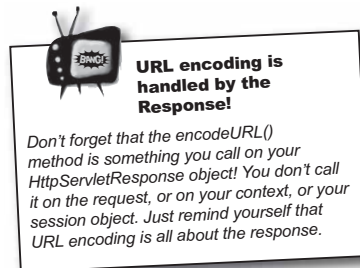 BANG!
URL encoding is
handled by the
Response!
Don't forget that the encodeURL()
method is something you call on your
HttpServletResponse object! You don't call
it on the request, or on your context, or your
session object. Just remind yourself that
URL encoding is all about the response.